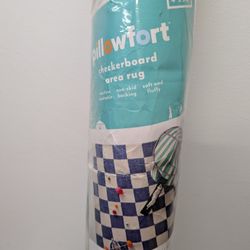 pillowfort
checkerboard
area rug
non-skid soft and
backing fluffy